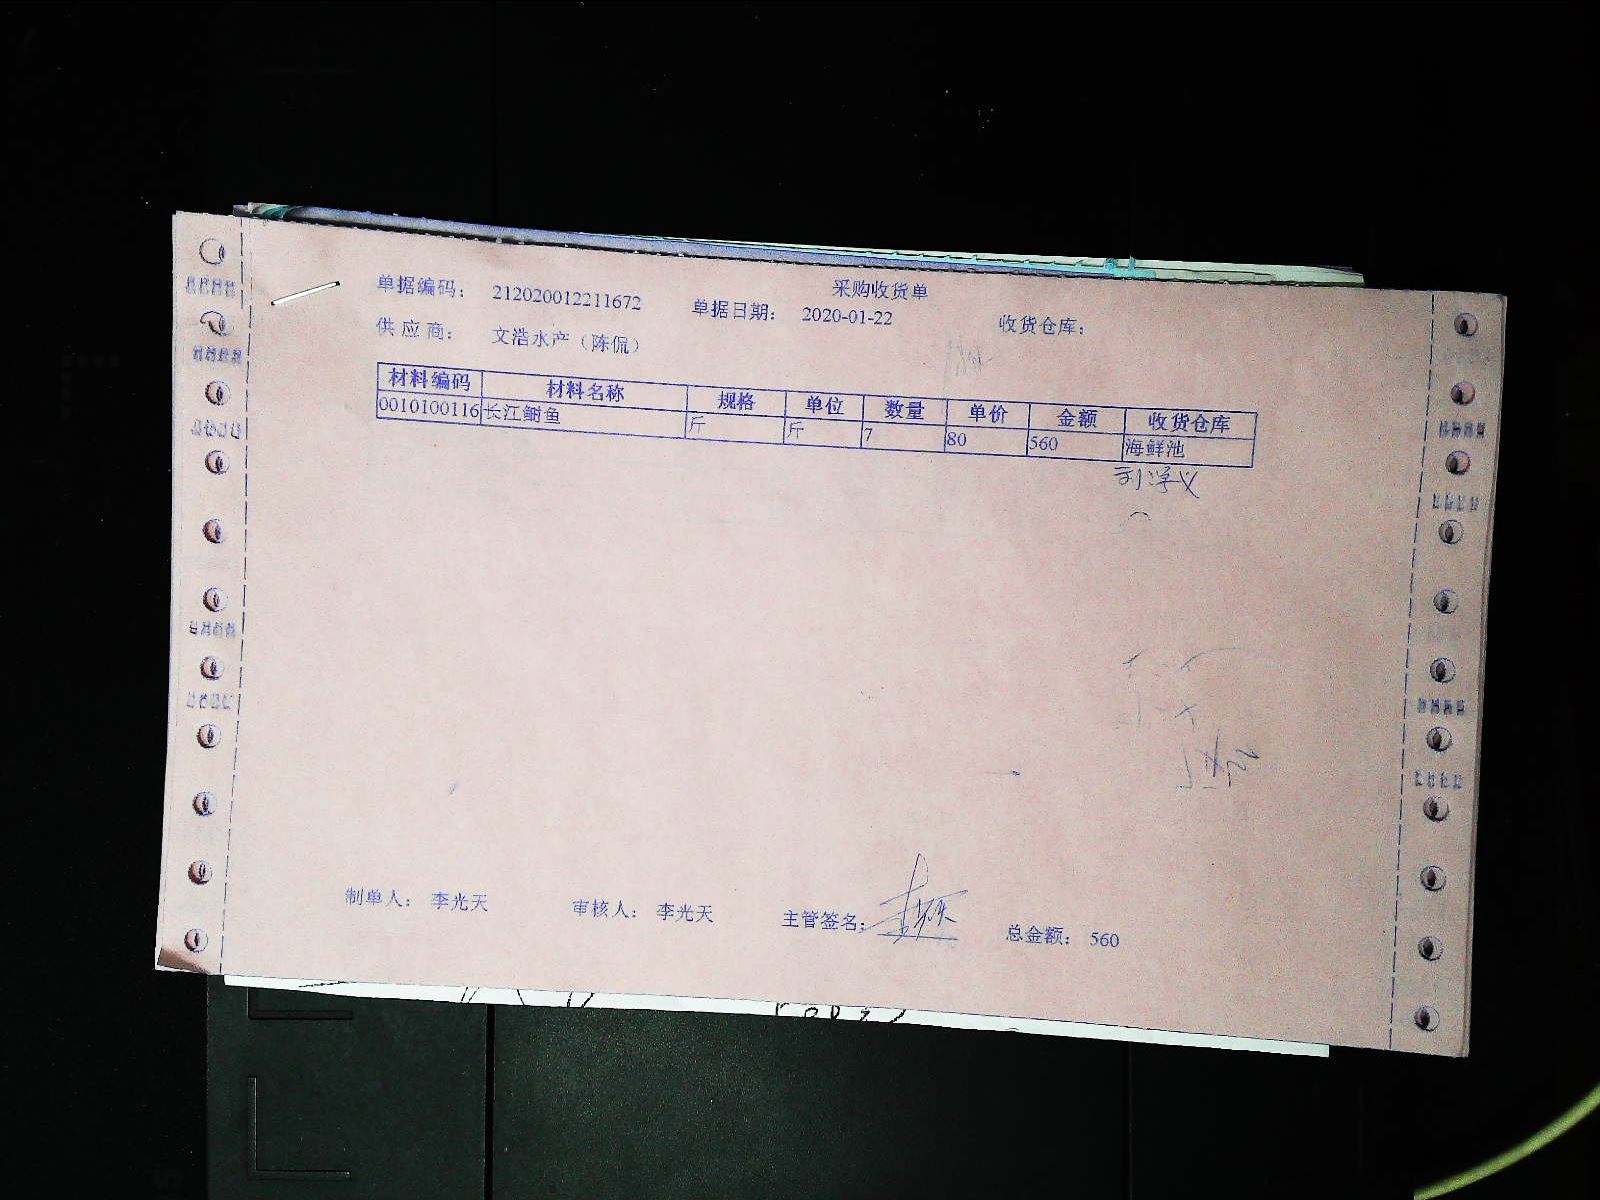 采购收货单
单据编码： 212020012211672 单据日期： 2020-01-22 收货仓库：
供 应 商： 文浩水产（陈侃）
材料编码 材料名称 规格 单位 数量 单价 金额 收货仓库
0010100116 长江鮰鱼 斤 斤 7 80 560 海鲜池
制单人： 李光天 审核人： 李光天 主管签名： 总金额： 560